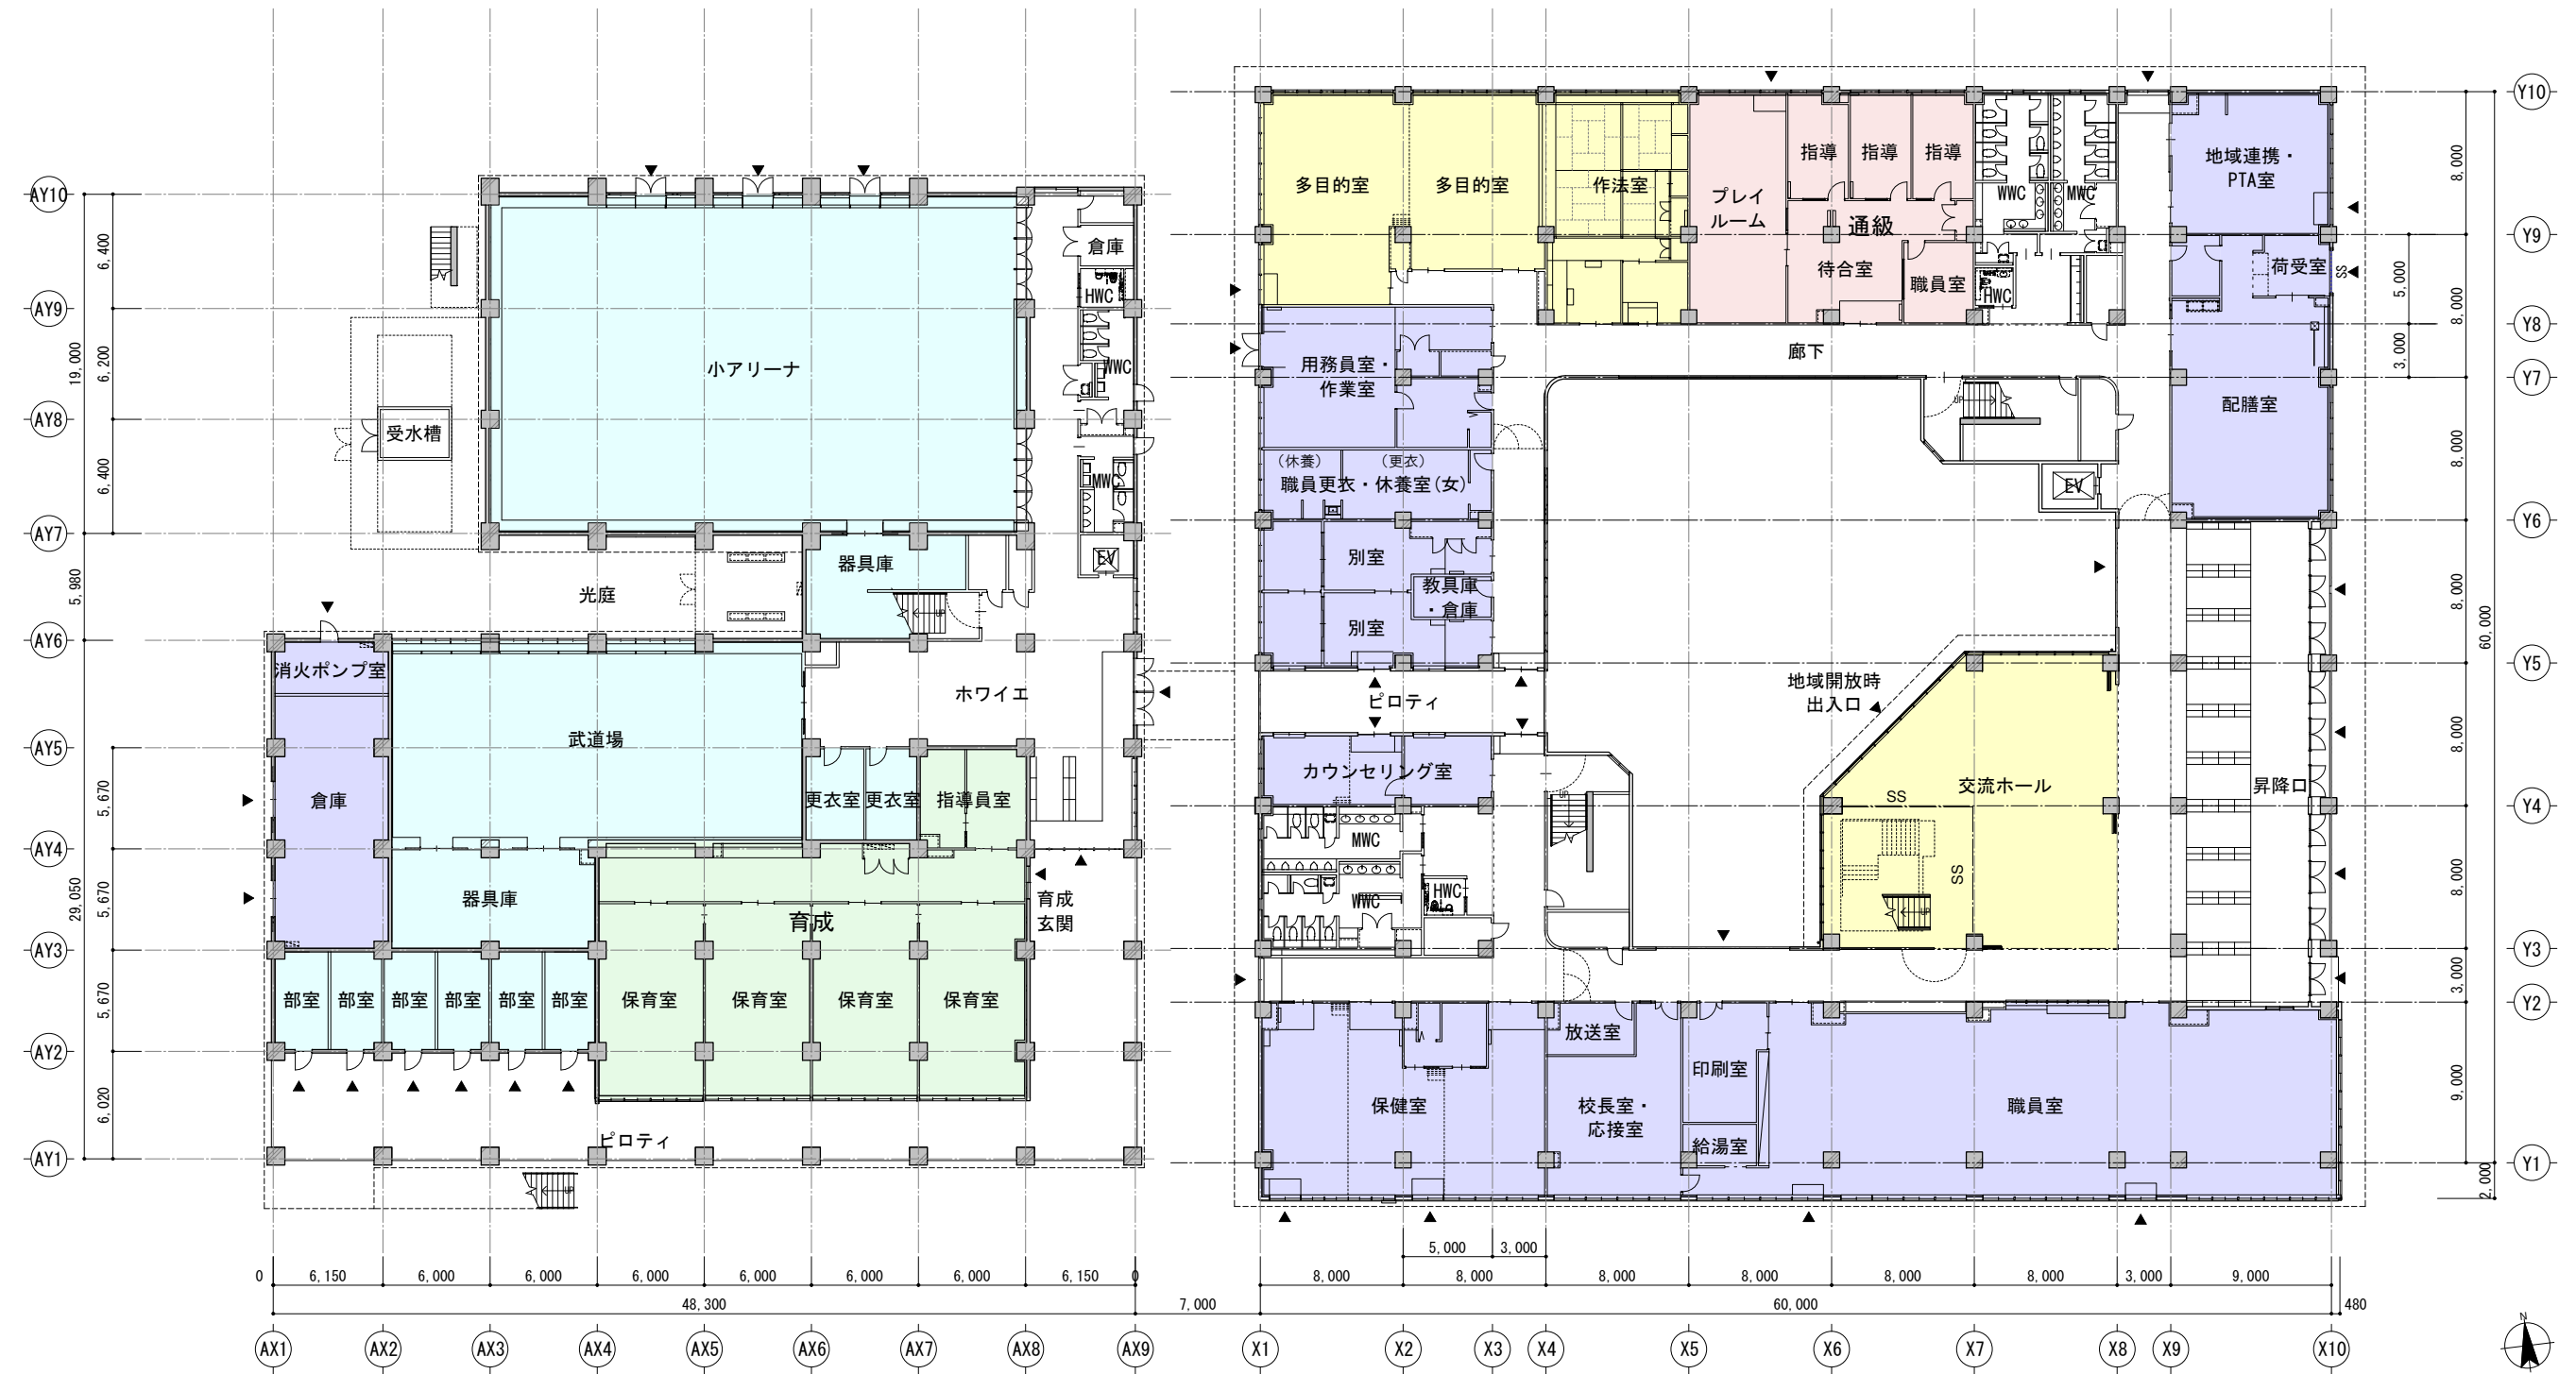 AY10
AY9
AY8
AY7
AY6
AY5
AY4
AY3
AY2
AY1
6,400
6,200
6,400
19,000
5,980
5,670
5,670
5,670
29,050
6,020
小アリーナ
倉庫
HWC
WWC
MWC
EV
受水槽
器具庫
UP
光庭
消火ポンプ室
武道場
ホワイエ
倉庫
更衣室
更衣室
指導員室
器具庫
育成
育成
玄関
部室
部室
部室
部室
部室
部室
保育室
保育室
保育室
保育室
ピロティ
UP
多目的室
多目的室
作法室
プレイ
ルーム
指導
指導
指導
通級
待合室
職員室
WWC
MWC
HWC
地域連携・
PTA室
荷受室
SS
配膳室
廊下
用務員室・
作業室
UP
EV
(休養)
(更衣)
職員更衣・休養室(女)
別室
教具庫
・倉庫
別室
ピロティ
地域開放時
出入口
カウンセリング室
交流ホール
昇降口
SS
SS
UP
UP
MWC
WWC
HWC
保健室
放送室
校長室・
応接室
印刷室
給湯室
職員室
Y10
Y9
Y8
Y7
Y6
Y5
Y4
Y3
Y2
Y1
8,000
5,000
8,000
3,000
8,000
8,000
60,000
8,000
8,000
3,000
9,000
2,000
5,000
3,000
0
6,150
6,000
6,000
6,000
6,000
6,000
6,000
6,150
0
8,000
8,000
8,000
8,000
8,000
8,000
3,000
9,000
48,300
7,000
60,000
480
AX1
AX2
AX3
AX4
AX5
AX6
AX7
AX8
AX9
X1
X2
X3
X4
X5
X6
X7
X8
X9
X10
N